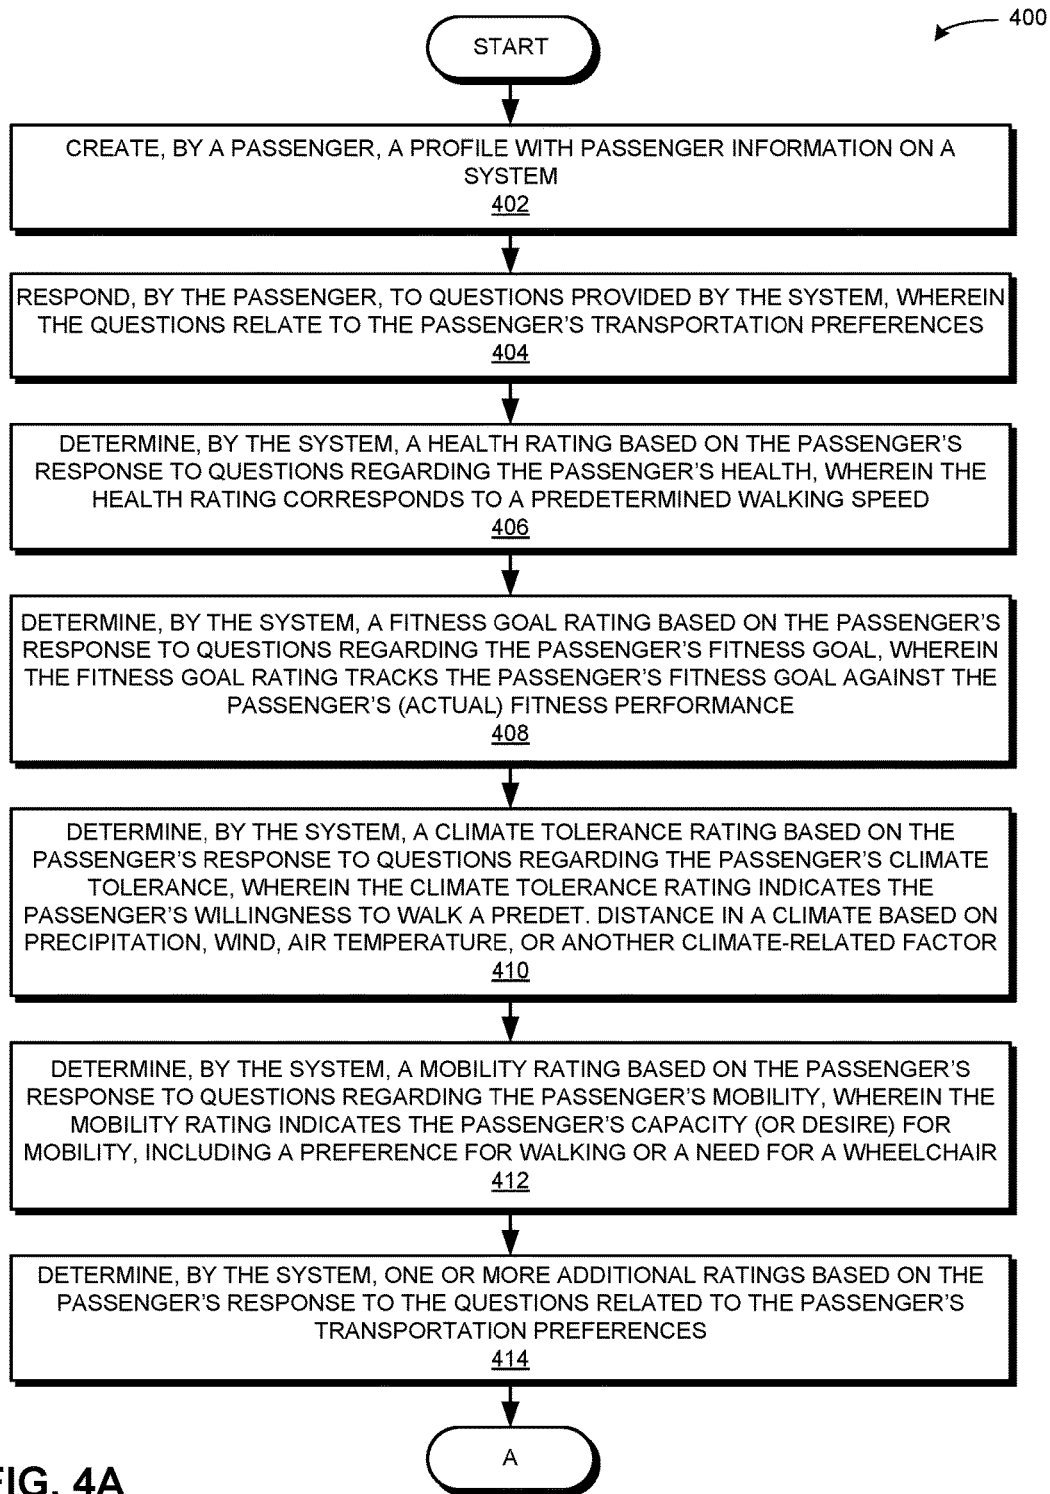 400
START
CREATE, BY A PASSENGER, A PROFILE WITH PASSENGER INFORMATION ON A
SYSTEM
402
RESPOND, BY THE PASSENGER, TO QUESTIONS PROVIDED BY THE SYSTEM, WHEREIN
THE QUESTIONS RELATE TO THE PASSENGER'S TRANSPORTATION PREFERENCES
404
DETERMINE, BY THE SYSTEM, A HEALTH RATING BASED ON THE PASSENGER'S
RESPONSE TO QUESTIONS REGARDING THE PASSENGER'S HEALTH, WHEREIN THE
HEALTH RATING CORRESPONDS TO A PREDETERMINED WALKING SPEED
406
DETERMINE, BY THE SYSTEM, A FITNESS GOAL RATING BASED ON THE PASSENGER'S
RESPONSE TO QUESTIONS REGARDING THE PASSENGER'S FITNESS GOAL, WHEREIN
THE FITNESS GOAL RATING TRACKS THE PASSENGER'S FITNESS GOAL AGAINST THE
PASSENGER'S (ACTUAL) FITNESS PERFORMANCE
408
DETERMINE, BY THE SYSTEM, A CLIMATE TOLERANCE RATING BASED ON THE
PASSENGER'S RESPONSE TO QUESTIONS REGARDING THE PASSENGER'S CLIMATE
TOLERANCE, WHEREIN THE CLIMATE TOLERANCE RATING INDICATES THE
PASSENGER'S WILLINGNESS TO WALK A PREDET. DISTANCE IN A CLIMATE BASED ON
PRECIPITATION, WIND, AIR TEMPERATURE, OR ANOTHER CLIMATE-RELATED FACTOR
410
DETERMINE, BY THE SYSTEM, A MOBILITY RATING BASED ON THE PASSENGER'S
RESPONSE TO QUESTIONS REGARDING THE PASSENGER'S MOBILITY, WHEREIN THE
MOBILITY RATING INDICATES THE PASSENGER'S CAPACITY (OR DESIRE) FOR
MOBILITY, INCLUDING A PREFERENCE FOR WALKING OR A NEED FOR A WHEELCHAIR
412
DETERMINE, BY THE SYSTEM, ONE OR MORE ADDITIONAL RATINGS BASED ON THE
PASSENGER'S RESPONSE TO THE QUESTIONS RELATED TO THE PASSENGER'S
TRANSPORTATION PREFERENCES
414
A
FIG. 4A